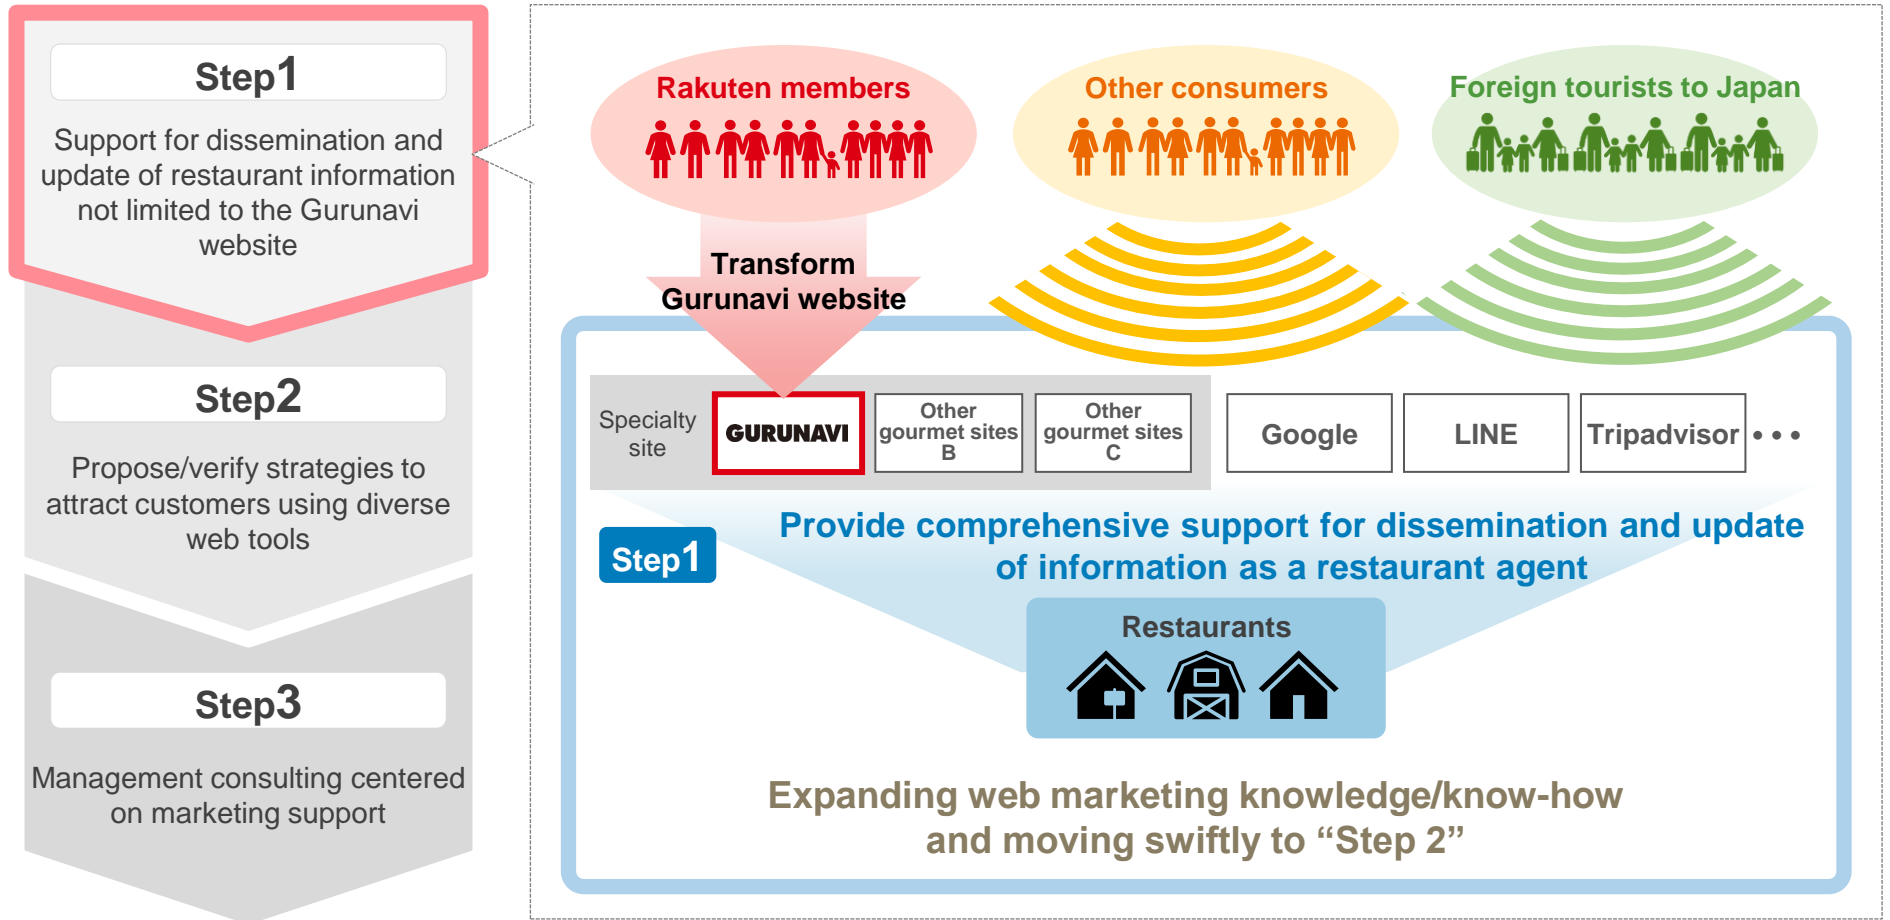 Step1
Support for dissemination and
update of restaurant information
not limited to the Gurunavi
website
Step2
Propose/verify strategies to
attract customers using diverse
web tools
Step3
Management consulting centered
on marketing support
Rakuten members
Other consumers
Foreign tourists to Japan
Transform
Gurunavi website
Specialty
site
GURUNAVI
Other
gourmet sites
B
Other
gourmet sites
C
Google
LINE
Tripadvisor
•••
Step1
Provide comprehensive support for dissemination and update
of information as a restaurant agent
Restaurants
Expanding web marketing knowledge/know-how
and moving swiftly to “Step 2”